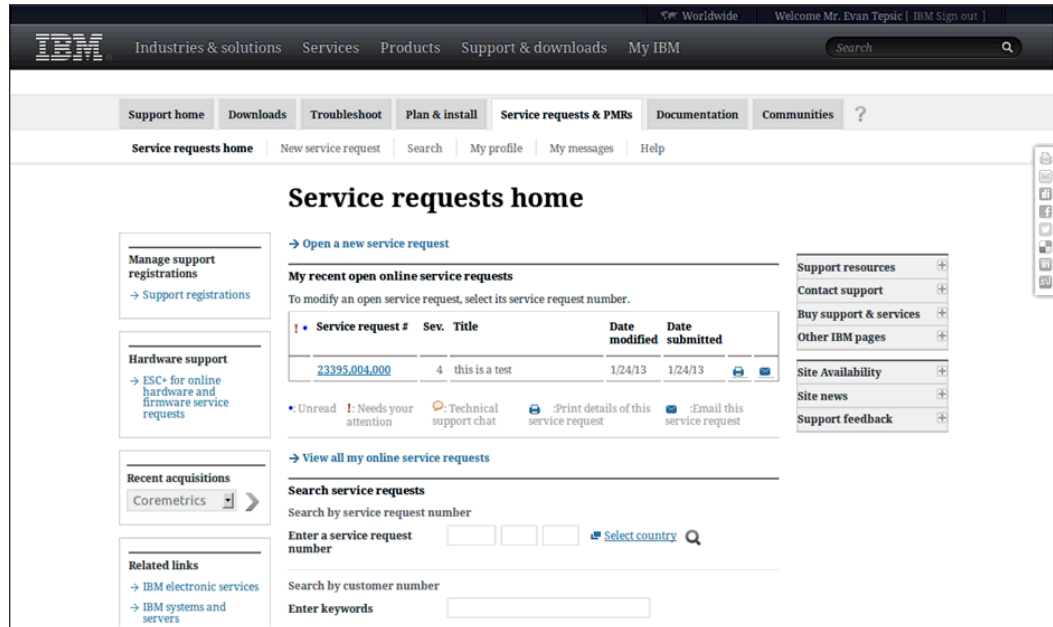 Worldwide Welcome Mr. Evan Tepsic [ IBM Sign out ]
IBM Industries & solutions Services Products Support & downloads My IBM Search
Support home Downloads Troubleshoot Plan & install Service requests & PMRs Documentation Communities ?
Service requests home New service request Search My profile My messages Help
Service requests home
Manage support
registrations
→ Support registrations
Hardware support
→ ESC+ for online
hardware and
firmware service
requests
Recent acquisitions
Coremetrics
Related links
→ IBM electronic services
→ IBM systems and
servers
→ Open a new service request
My recent open online service requests
To modify an open service request, select its service request number.
! • Service request # Sev. Title Date
modified Date
submitted
23395,004,000 4 this is a test 1/24/13 1/24/13
•: Unread !: Needs your
attention : Technical
support chat :Print details of this
service request :Email this
service request
→ View all my online service requests
Search service requests
Search by service request number
Enter a service request
number Select country
Search by customer number
Enter keywords
Support resources
Contact support
Buy support & services
Other IBM pages
Site Availability
Site news
Support feedback